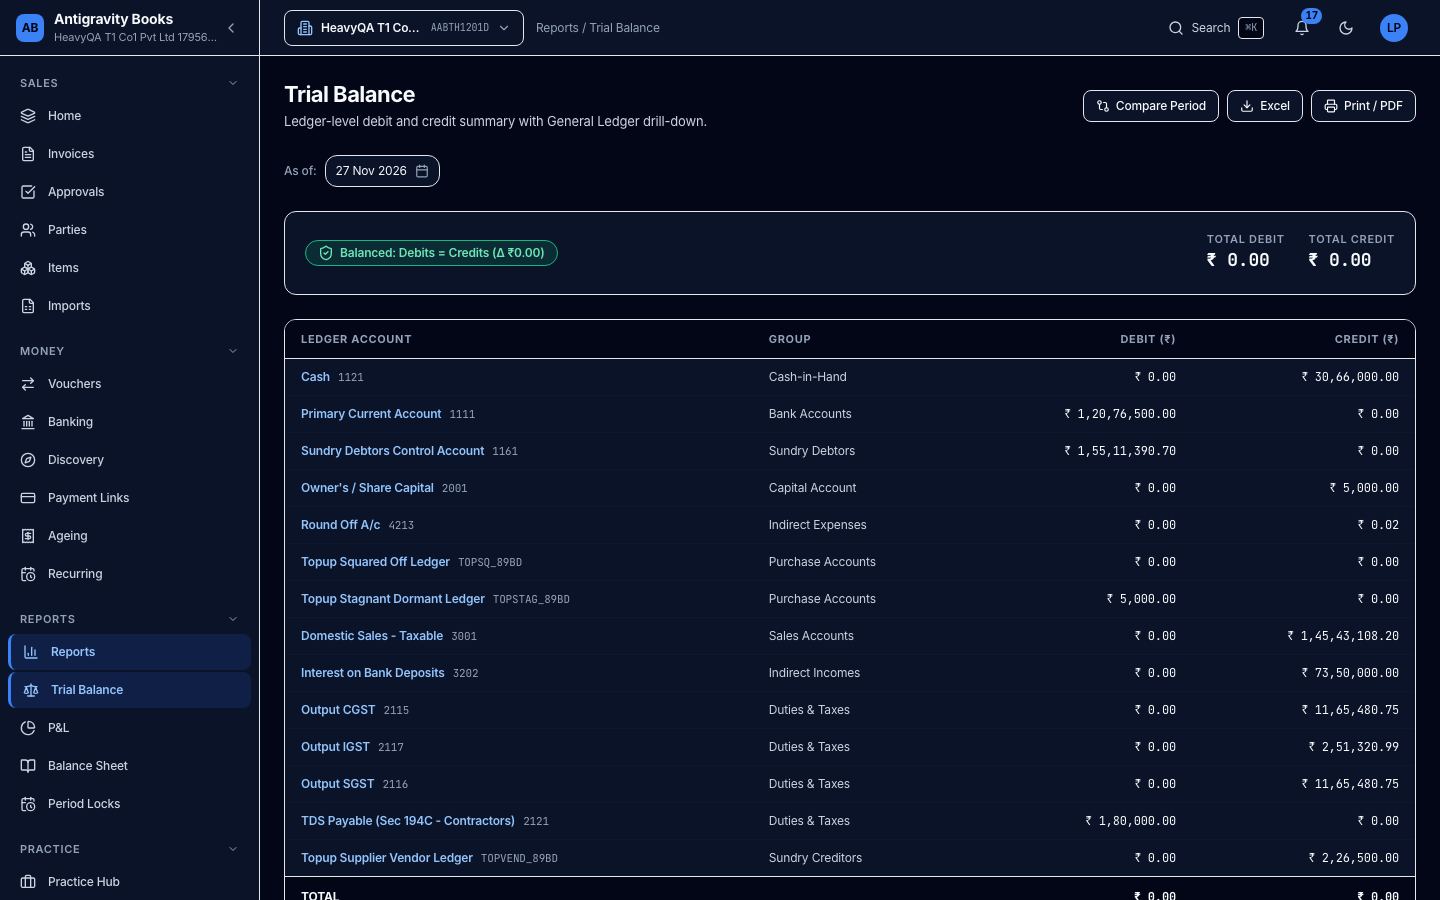 AB
Antigravity Books
HeavyQA T1 Co1 Pvt Ltd 17956...
HeavyQA T1 Co...
AABTH1201D
Reports / Trial Balance
Search
⌘K
17
LP
SALES
Home
Invoices
Approvals
Parties
Items
Imports
MONEY
Vouchers
Banking
Discovery
Payment Links
Ageing
Recurring
REPORTS
Reports
Trial Balance
P&L
Balance Sheet
Period Locks
PRACTICE
Practice Hub
Trial Balance
Ledger-level debit and credit summary with General Ledger drill-down.
Compare Period
Excel
Print / PDF
As of:
27 Nov 2026
Balanced: Debits = Credits (Δ ₹0.00)
TOTAL DEBIT
₹ 0.00
TOTAL CREDIT
₹ 0.00
LEDGER ACCOUNT GROUP DEBIT (₹) CREDIT (₹)
Cash 1121 Cash-in-Hand ₹ 0.00 ₹ 30,66,000.00
Primary Current Account 1111 Bank Accounts ₹ 1,20,76,500.00 ₹ 0.00
Sundry Debtors Control Account 1161 Sundry Debtors ₹ 1,55,11,390.70 ₹ 0.00
Owner's / Share Capital 2001 Capital Account ₹ 0.00 ₹ 5,000.00
Round Off A/c 4213 Indirect Expenses ₹ 0.00 ₹ 0.02
Topup Squared Off Ledger TOPSQ_89BD Purchase Accounts ₹ 0.00 ₹ 0.00
Topup Stagnant Dormant Ledger TOPSTAG_89BD Purchase Accounts ₹ 5,000.00 ₹ 0.00
Domestic Sales - Taxable 3001 Sales Accounts ₹ 0.00 ₹ 1,45,43,108.20
Interest on Bank Deposits 3202 Indirect Incomes ₹ 0.00 ₹ 73,50,000.00
Output CGST 2115 Duties & Taxes ₹ 0.00 ₹ 11,65,480.75
Output IGST 2117 Duties & Taxes ₹ 0.00 ₹ 2,51,320.99
Output SGST 2116 Duties & Taxes ₹ 0.00 ₹ 11,65,480.75
TDS Payable (Sec 194C - Contractors) 2121 Duties & Taxes ₹ 1,80,000.00 ₹ 0.00
Topup Supplier Vendor Ledger TOPVEND_89BD Sundry Creditors ₹ 0.00 ₹ 2,26,500.00
TOTAL ₹ 0.00 ₹ 0.00